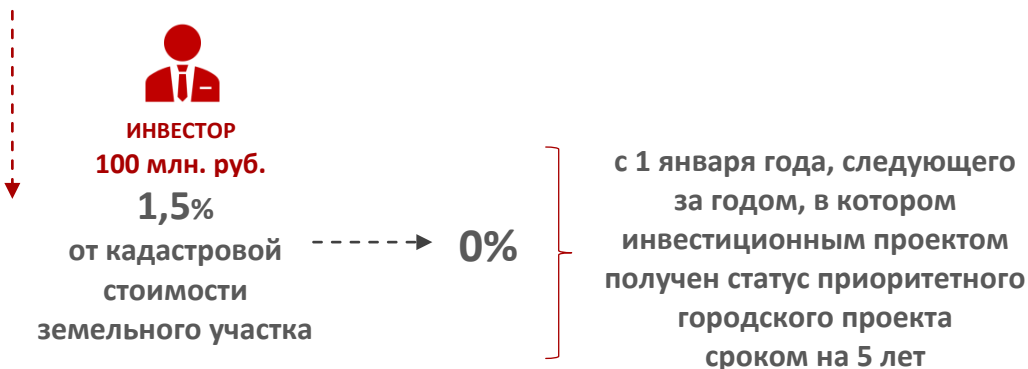 ИНВЕСТОР
100 млн. руб.
1,5%
от кадастровой
стоимости
земельного участка
0%
с 1 января года, следующего
за годом, в котором
инвестиционным проектом
получен статус приоритетного
городского проекта
сроком на 5 лет